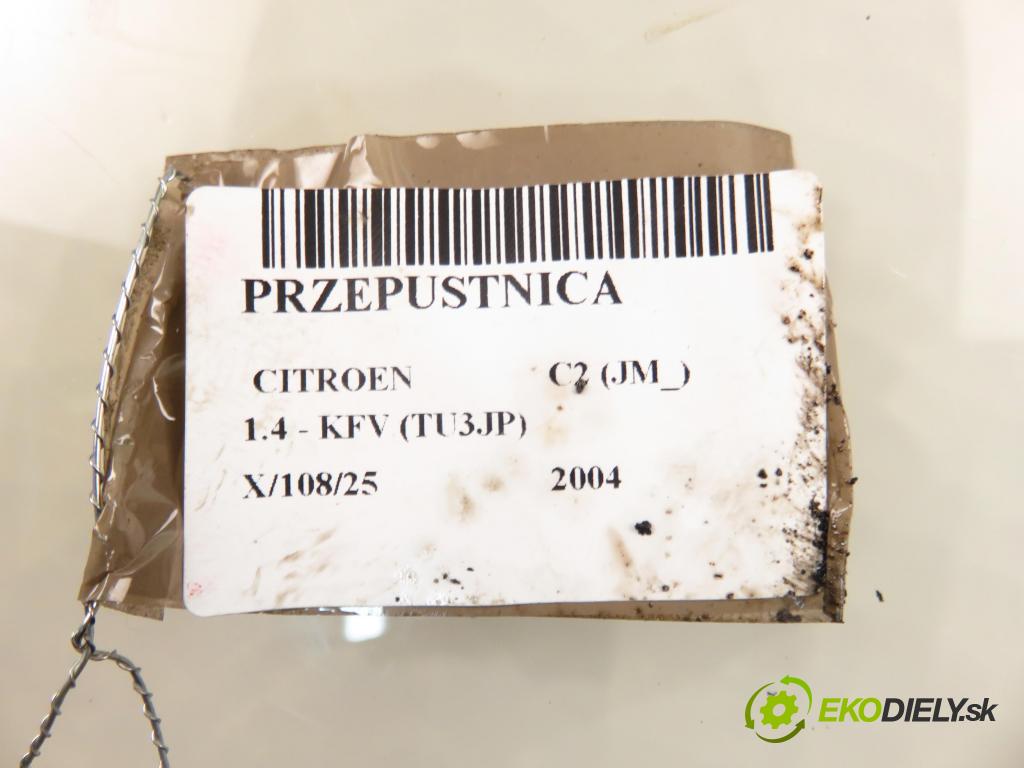 PRZEPUSTNICA
CITROEN C2 (JM_)
1.4 - KFV (TU3JP)
X/108/25 2004
EKODIELY.sk